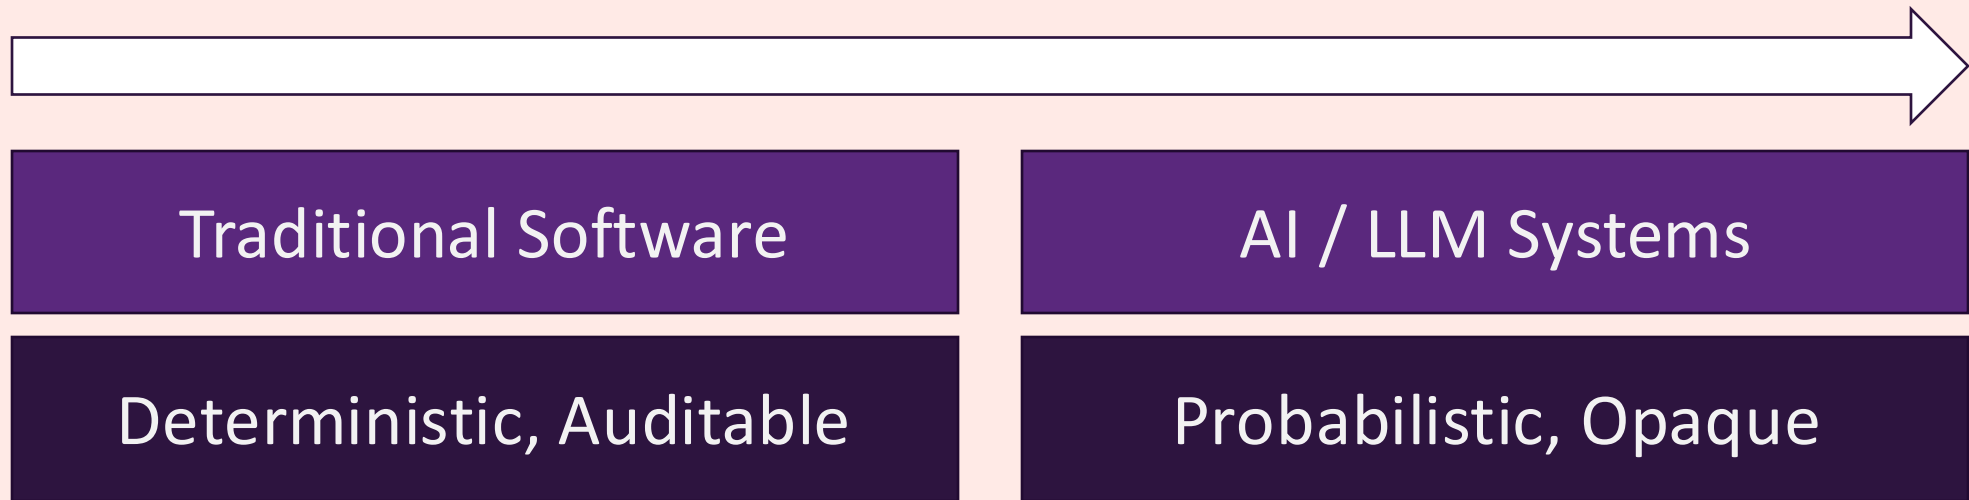 Traditional Software
AI / LLM Systems
Deterministic, Auditable
Probabilistic, Opaque